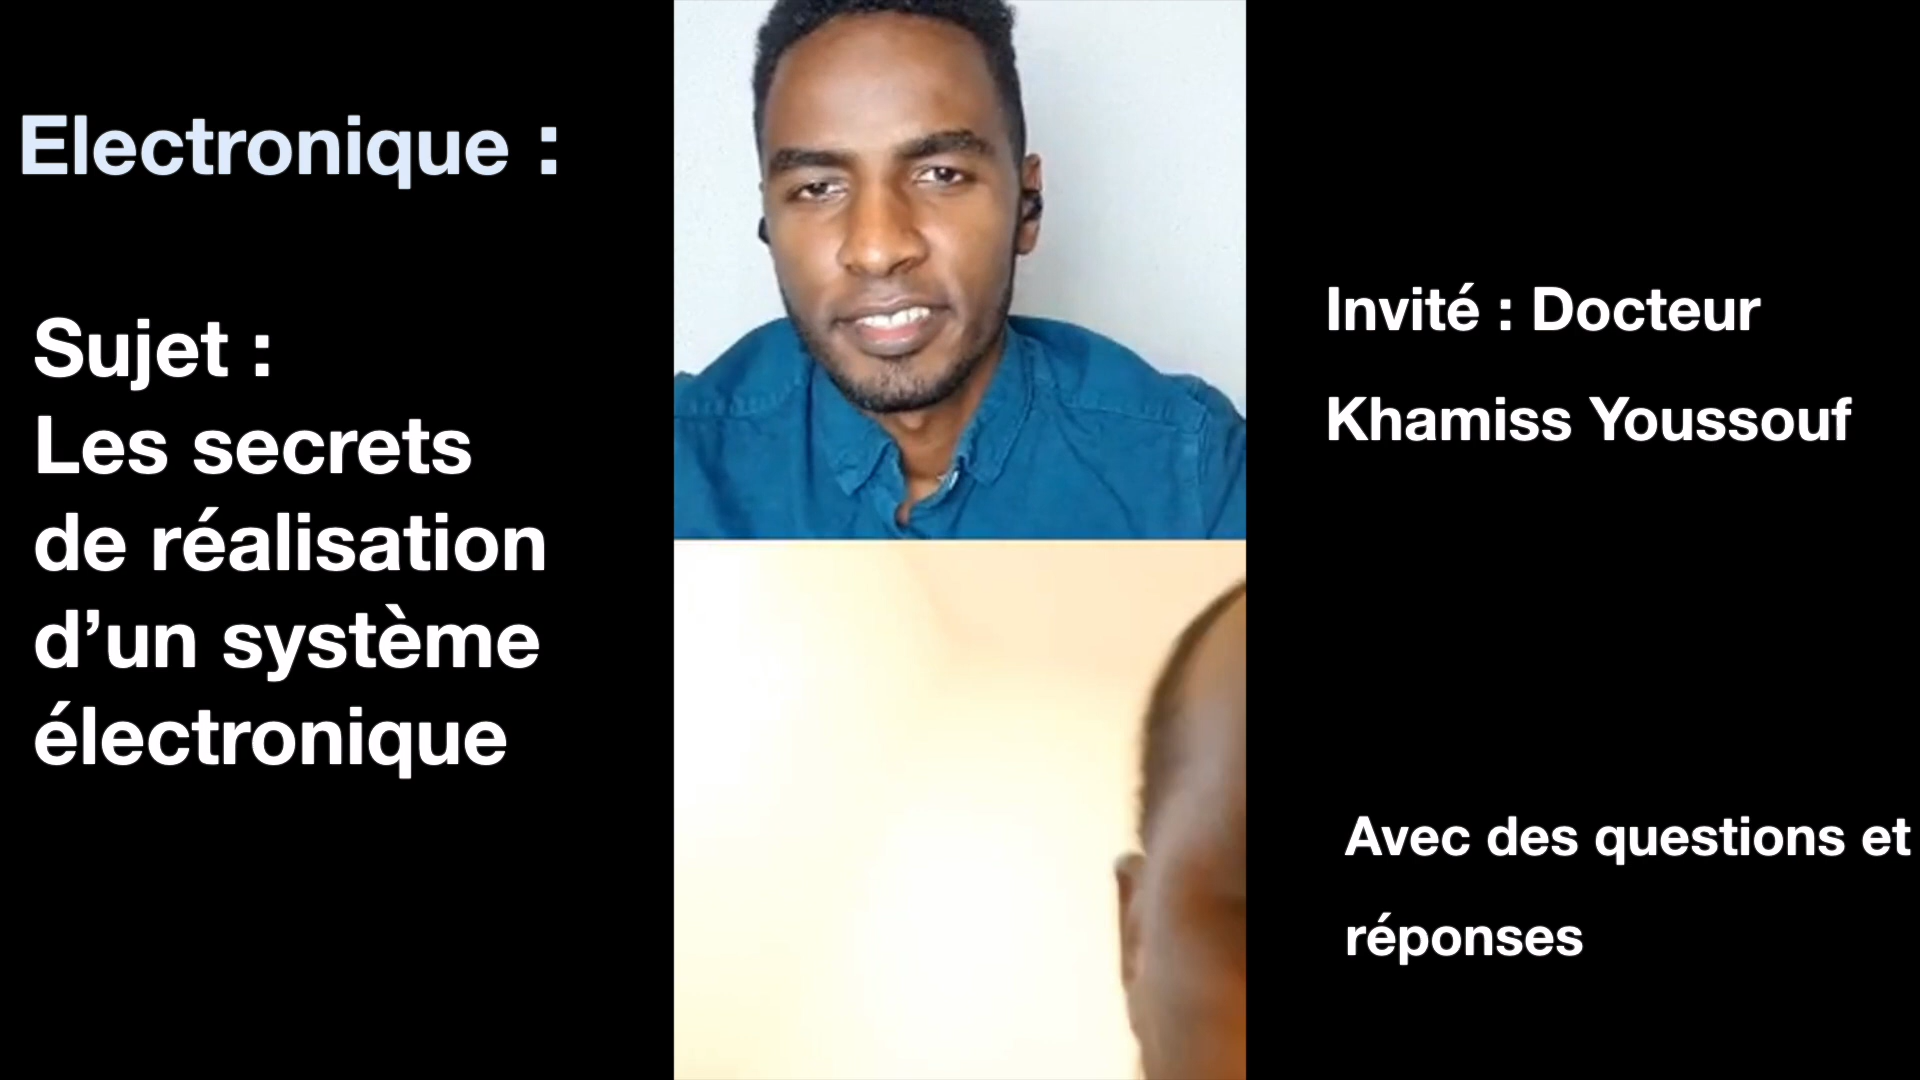 Electronique :
Sujet :
Les secrets
de réalisation
d’un système
électronique
Invité : Docteur
Khamiss Youssouf
Avec des questions et
réponses